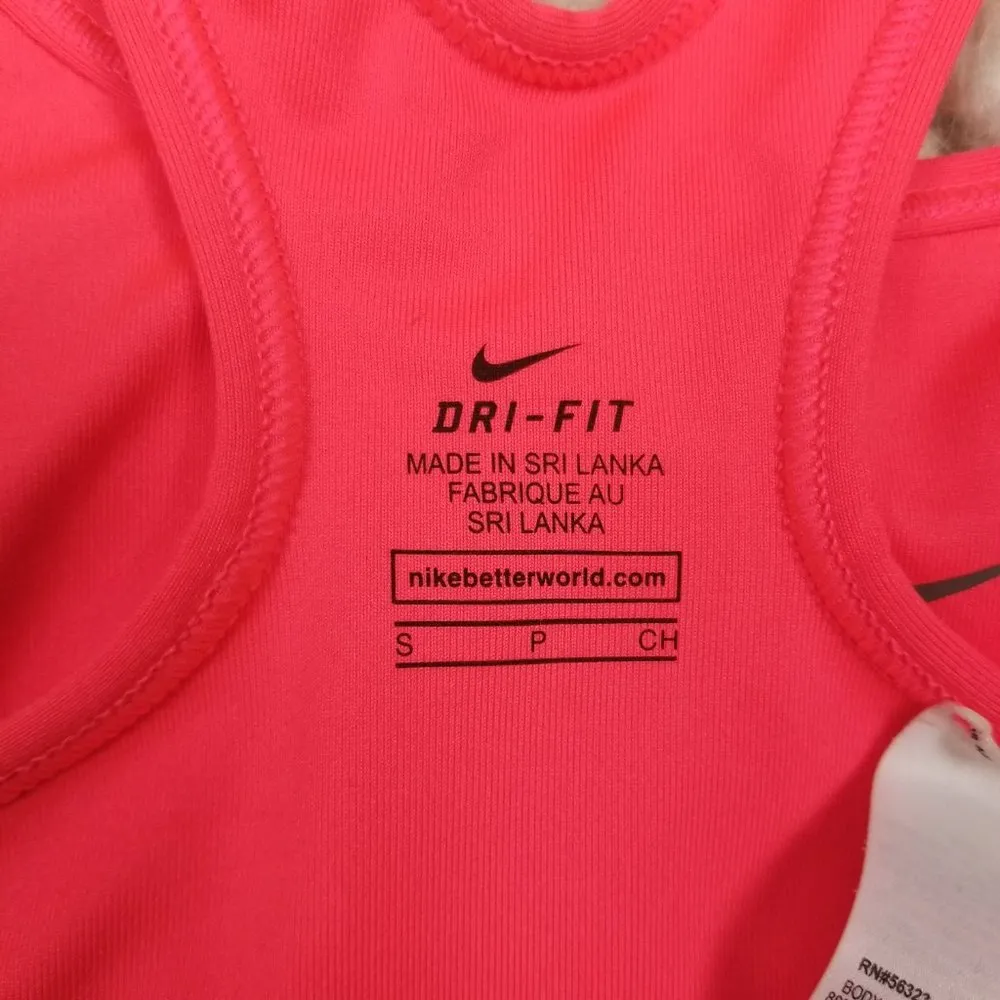 DRI-FIT
MADE IN SRI LANKA
FABRIQUE AU
SRI LANKA
nikebetterworld.com
S P CH